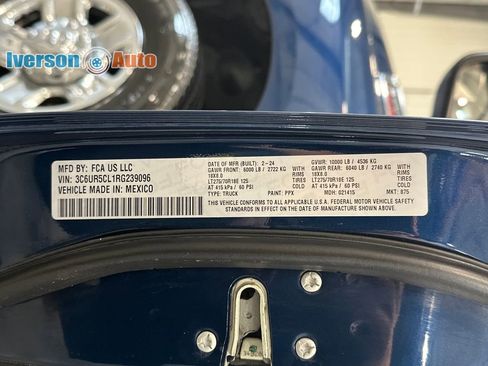 Iverson Auto
MFD BY: FCA US LLC
VIN: 3C6UR5CL1RG239096
VEHICLE MADE IN: MEXICO
DATE OF MFR (BUILT): 2-24
GVWR: 10000 LB / 4536 KG
GAWR FRONT: 6000 LB / 2722 KG WITH
GAWR REAR: 6040 LB / 2740 KG WITH
18X8.0 RIMS
18X8.0 RIMS
LT275/70R18E 125 TIRES
LT275/70R18E 125 TIRES
AT 415 kPa / 60 PSI COLD
AT 415 kPa / 60 PSI COLD
TYPE: TRUCK PAINT: PPX
THIS VEHICLE CONFORMS TO ALL APPLICABLE U.S.A. FEDERAL MOTOR
VEHICLE SAFETY STANDARDS IN EFFECT ON THE DATE OF MANUFACTURE SHOWN ABOVE
MDH: 021415 MKT: 875